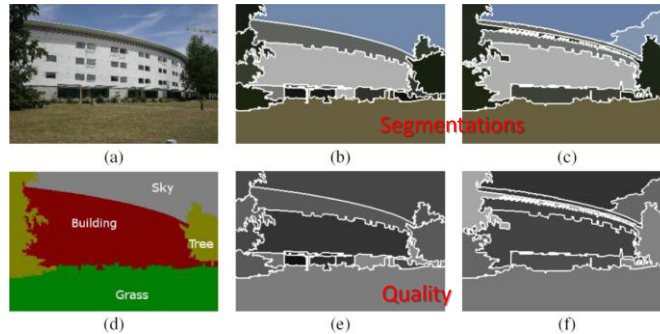 Segmentations
(a)
(b)
(c)
Sky
Building
Tree
Grass
Quality
(d)
(e)
(f)